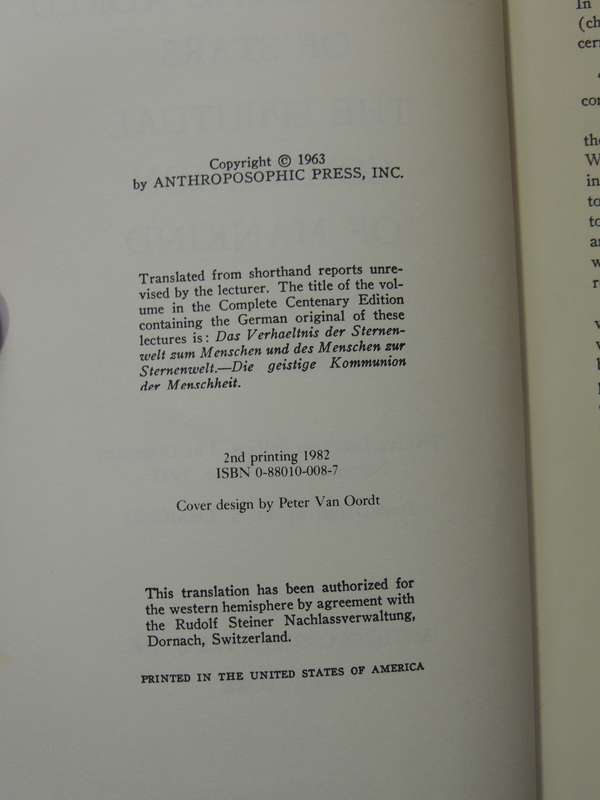 Copyright © 1963
by ANTHROPOSOPHIC PRESS, INC.
Translated from shorthand reports unre-
vised by the lecturer. The title of the vol-
ume in the Complete Centenary Edition
containing the German original of these
lectures is: Das Verhaeltnis der Sternen-
welt zum Menschen und des Menschen zur
Sternenwelt.—Die geistige Kommunion
der Menschheit.
2nd printing 1982
ISBN 0-88010-008-7
Cover design by Peter Van Oordt
This translation has been authorized for
the western hemisphere by agreement with
the Rudolf Steiner Nachlassverwaltung,
Dornach, Switzerland.
PRINTED IN THE UNITED STATES OF AMERICA
In